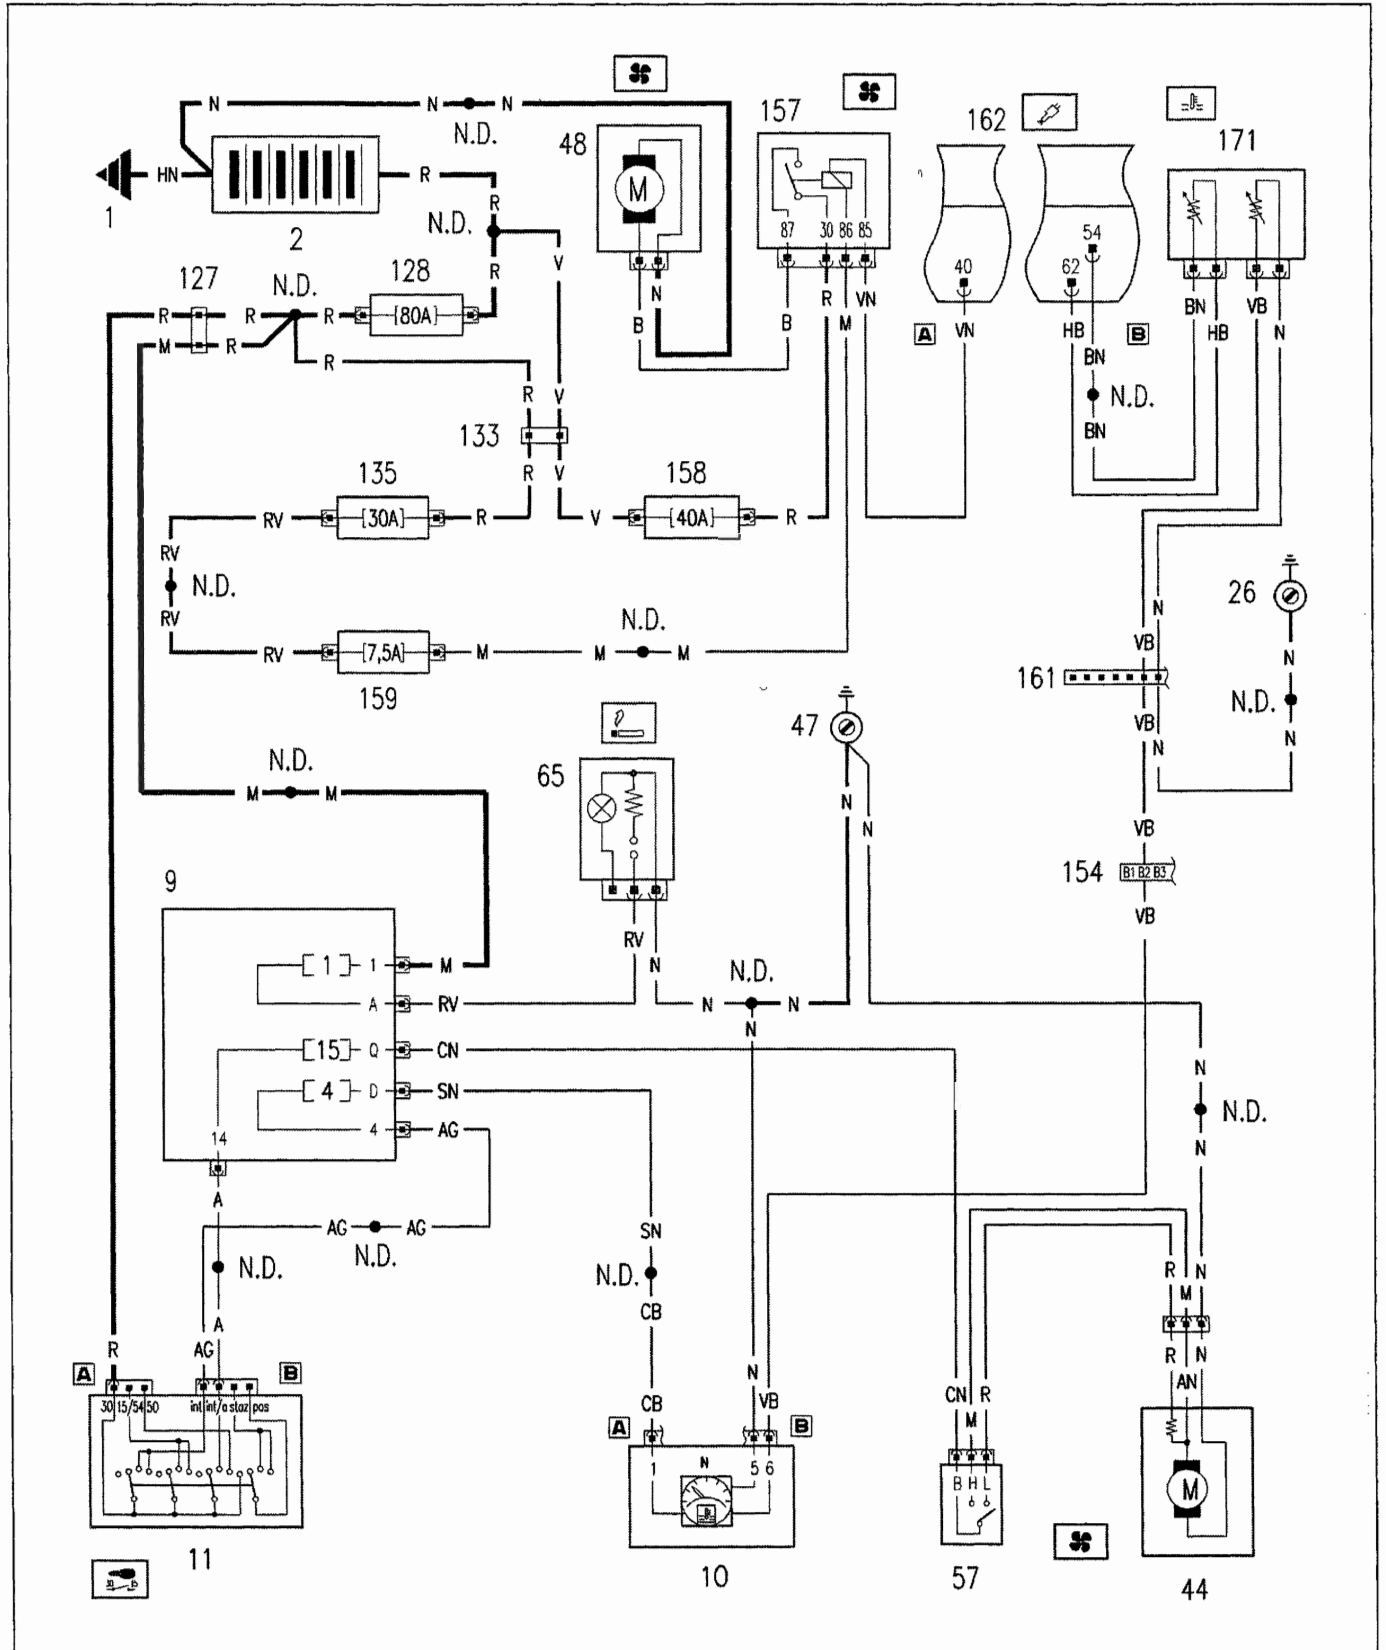 N N N
N.D.
48
157
162
171
HN
R
R
1
2
N.D.
M
87 30 86 85
54
62
40
V
R
N
B
B
R
M
VN
VN
A
HB
BN
B
BN
HB
VB
N
127
N.D.
128
R R R [80A]
M R
R
R V
N.D.
BN
133
R V
135
158
RV [30A] R V [40A] R
RV
N.D.
RV
N.D.
RV [7,5A] M M M
159
26
N
VB
161
VB
N
N
N.D.
N
47
65
N.D.
M M
N
N
VB
154 B1 B2 B3
VB
9
[1] 1 M
A RV
RV
N
N.D.
N N
N
[15] Q CN
[4] D SN
4 AG
14
A
AG AG
N.D.
N.D.
A
AG
R
SN
N.D.
CB
CB
N
VB
N
N.D.
N
R
M
N
R
AN
N
CN
M
R
A
B
30 15/54 50
int int/a staz pos
11
A
B
1 N 5 6
10
B H L
57
M
44